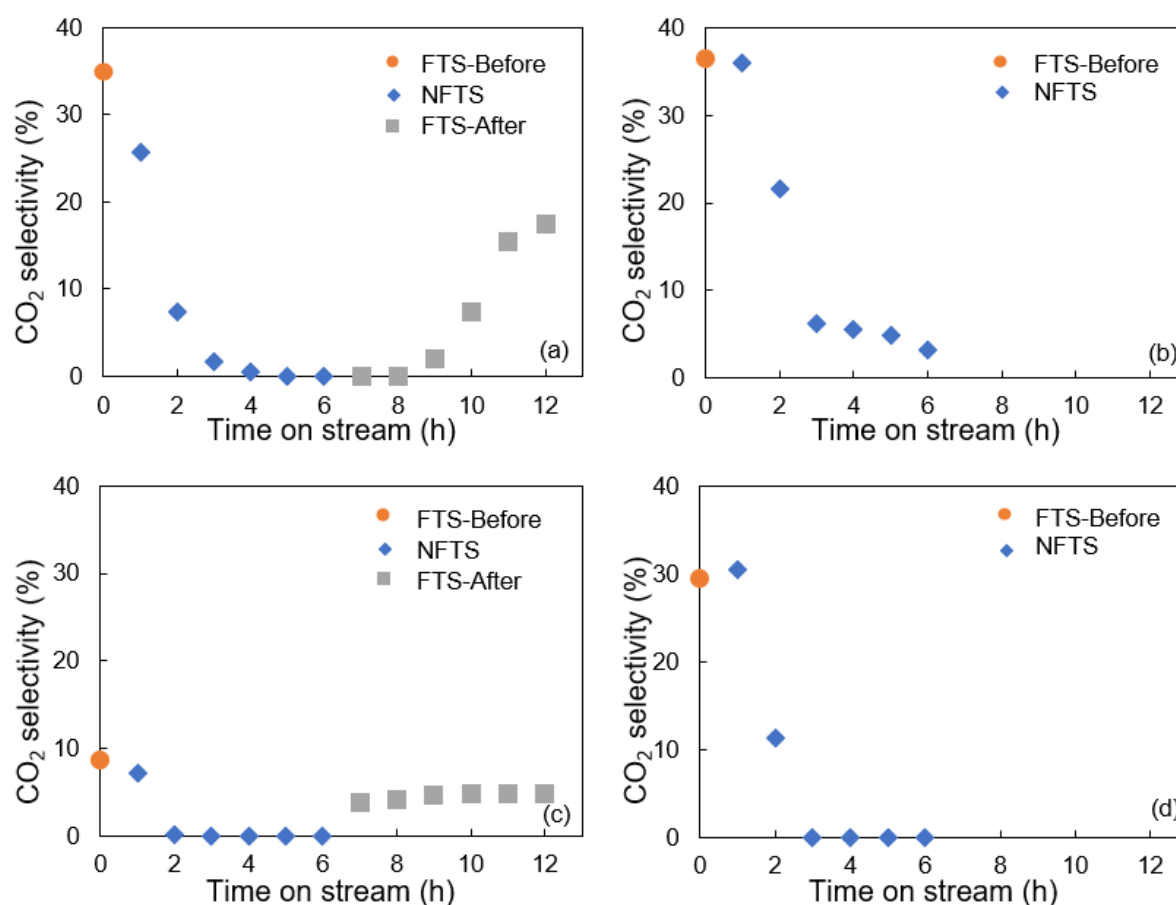 40
30
20
10
0
CO2 selectivity (%)
FTS-Before
NFTS
FTS-After
(a)
0 2 4 6 8 10 12
Time on stream (h)
40
30
20
10
0
CO2 selectivity (%)
FTS-Before
NFTS
(b)
0 2 4 6 8 10 12
Time on stream (h)
40
30
20
10
0
CO2 selectivity (%)
FTS-Before
NFTS
FTS-After
(c)
0 2 4 6 8 10 12
Time on stream (h)
40
30
20
10
0
CO2 selectivity (%)
FTS-Before
NFTS
(d)
0 2 4 6 8 10 12
Time on stream (h)